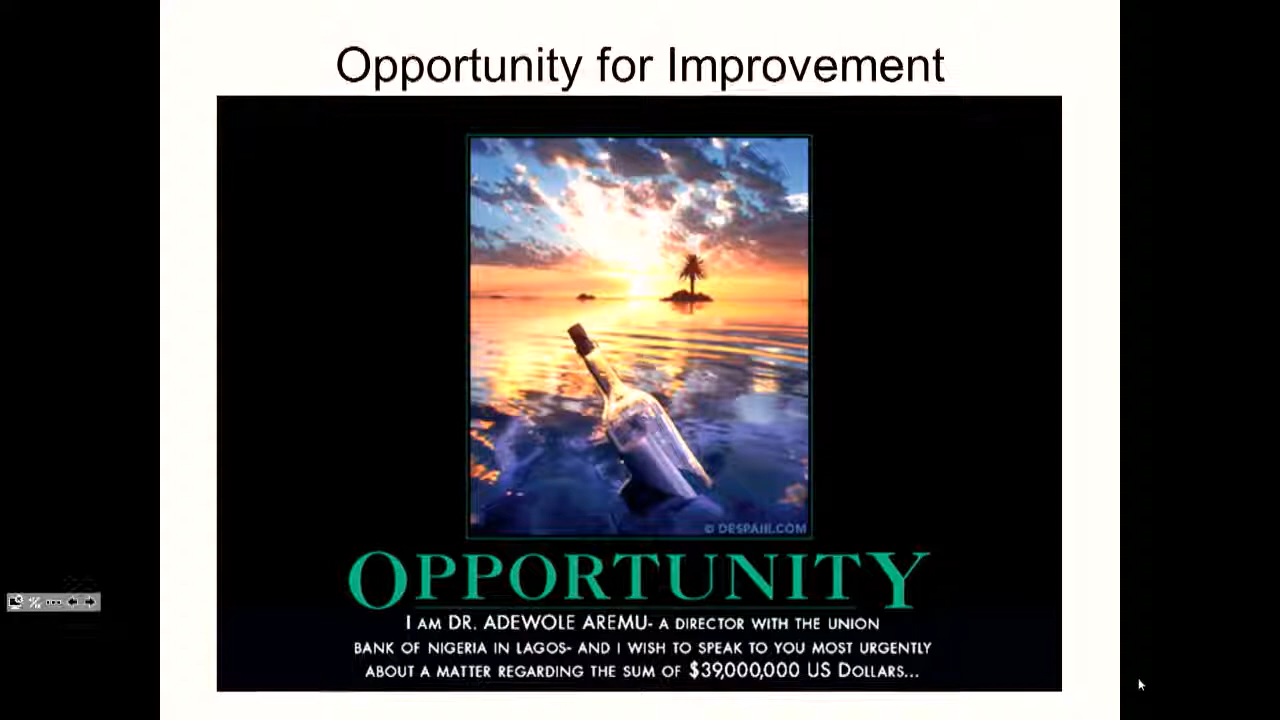 Opportunity for Improvement
© DESPAIR.COM
OPPORTUNITY
I AM DR. ADEWOLE AREMU- A DIRECTOR WITH THE UNION
BANK OF NIGERIA IN LAGOS- AND I WISH TO SPEAK TO YOU MOST URGENTLY
ABOUT A MATTER REGARDING THE SUM OF $39,000,000 US DOLLARS...